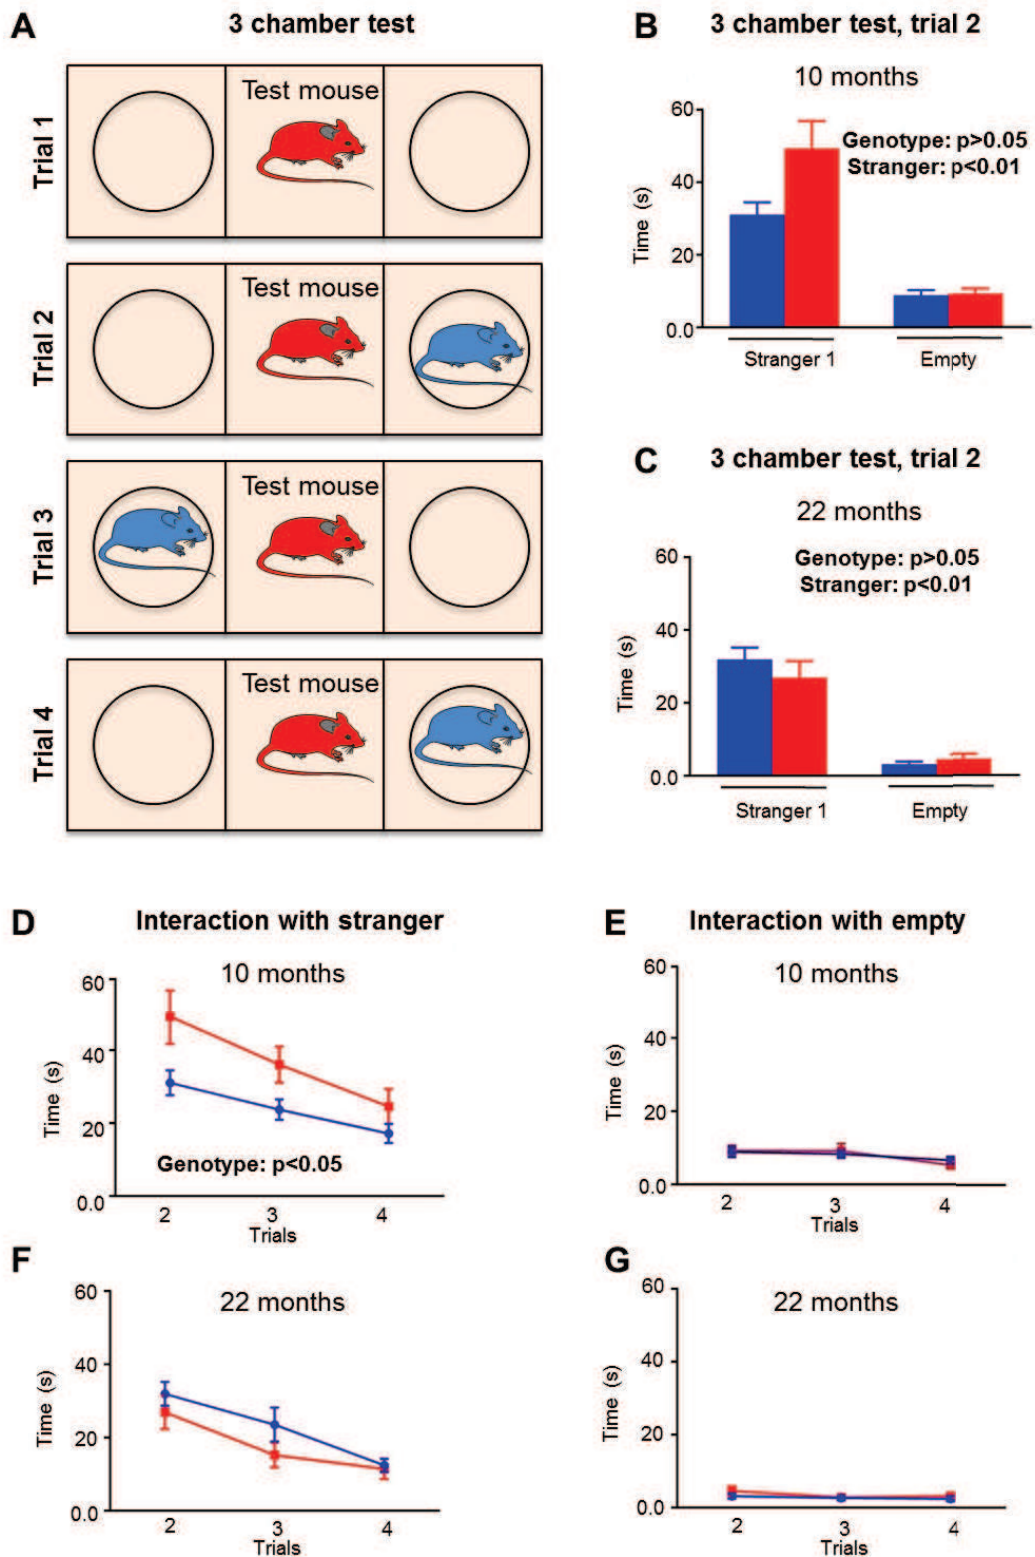 A
3 chamber test
Trial 1
Test mouse
Trial 2
Test mouse
Trial 3
Test mouse
Trial 4
Test mouse
B
3 chamber test, trial 2
10 months
Genotype: p>0.05
Stranger: p<0.01
Time (s)
60
40
20
0.0
Stranger 1
Empty
C
3 chamber test, trial 2
22 months
Genotype: p>0.05
Stranger: p<0.01
Time (s)
60
40
20
0.0
Stranger 1
Empty
D
Interaction with stranger
10 months
Time (s)
60
40
20
0.0
Genotype: p<0.05
2 3 4
Trials
E
Interaction with empty
10 months
Time (s)
60
40
20
0.0
2 3 4
Trials
F
22 months
Time (s)
60
40
20
0.0
2 3 4
Trials
G
22 months
Time (s)
60
40
20
0.0
2 3 4
Trials